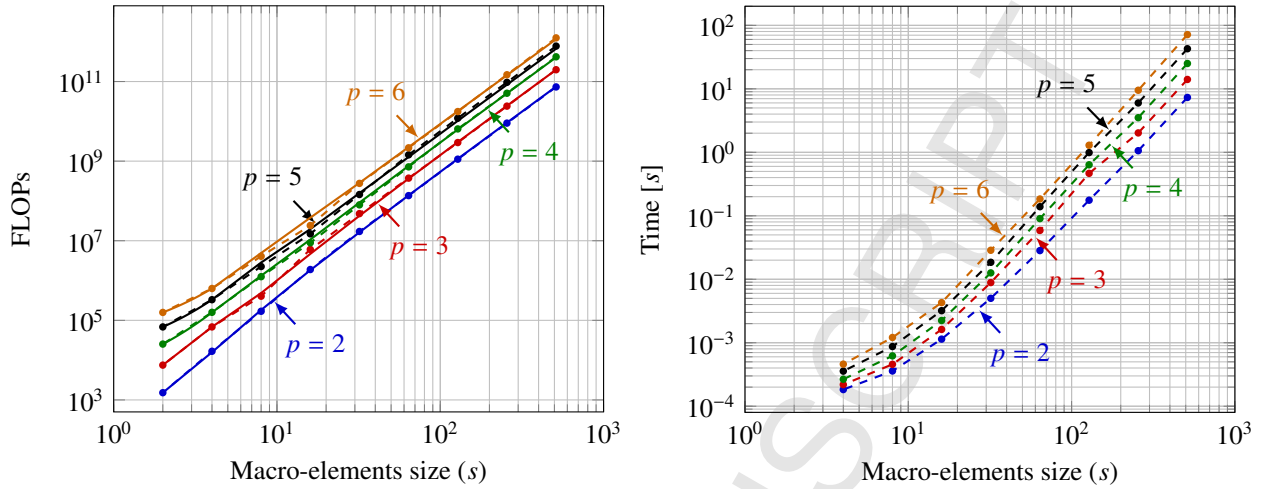 FLOPs
10^11
10^9
10^7
10^5
10^3
10^0
10^1
10^2
10^3
Macro-elements size (s)
p = 6
p = 5
p = 4
p = 3
p = 2
Time [s]
10^2
10^1
10^0
10^−1
10^−2
10^−3
10^−4
10^0
10^1
10^2
10^3
Macro-elements size (s)
p = 5
p = 4
p = 6
p = 3
p = 2
NSCRIPT